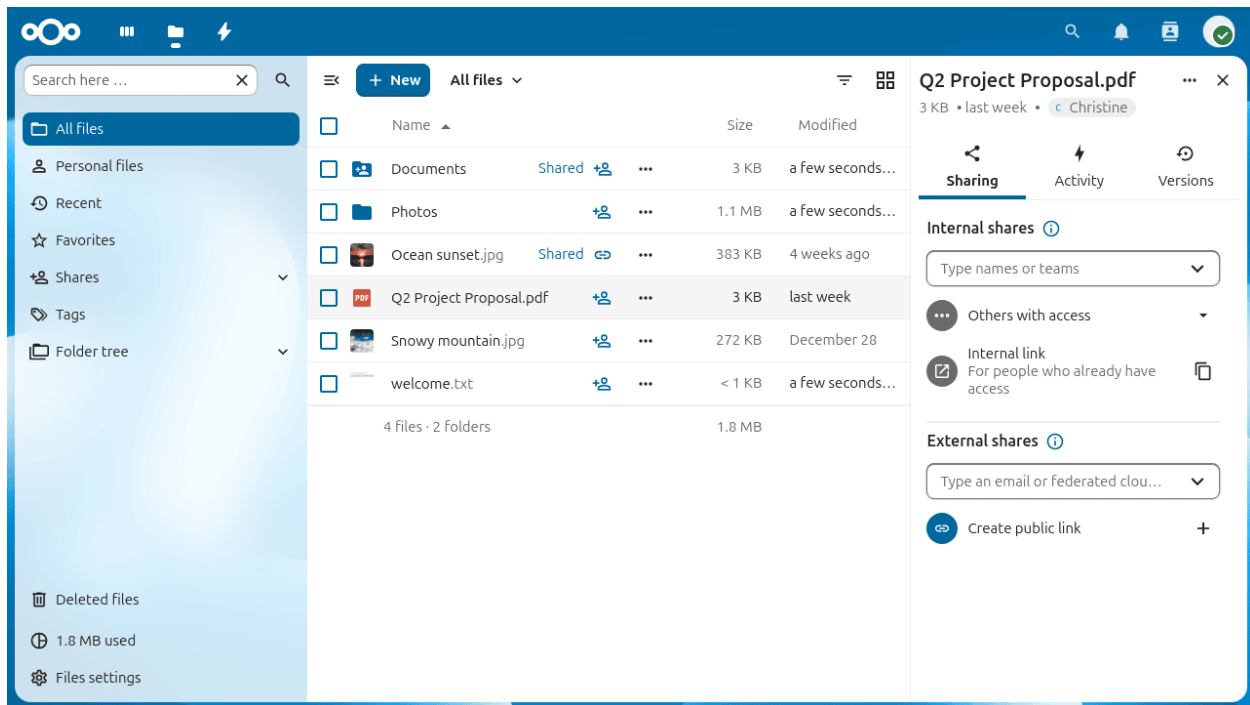 Search here …
All files
Personal files
Recent
Favorites
Shares
Tags
Folder tree
Deleted files
1.8 MB used
Files settings
New
All files
Name
Size
Modified
Documents
Shared
3 KB
a few seconds…
Photos
1.1 MB
a few seconds…
Ocean sunset.jpg
Shared
383 KB
4 weeks ago
PDF
Q2 Project Proposal.pdf
3 KB
last week
Snowy mountain.jpg
272 KB
December 28
welcome.txt
< 1 KB
a few seconds…
4 files · 2 folders
1.8 MB
Q2 Project Proposal.pdf
3 KB • last week • C Christine
Sharing
Activity
Versions
Internal shares
Type names or teams
Others with access
Internal link
For people who already have
access
External shares
Type an email or federated clou…
Create public link